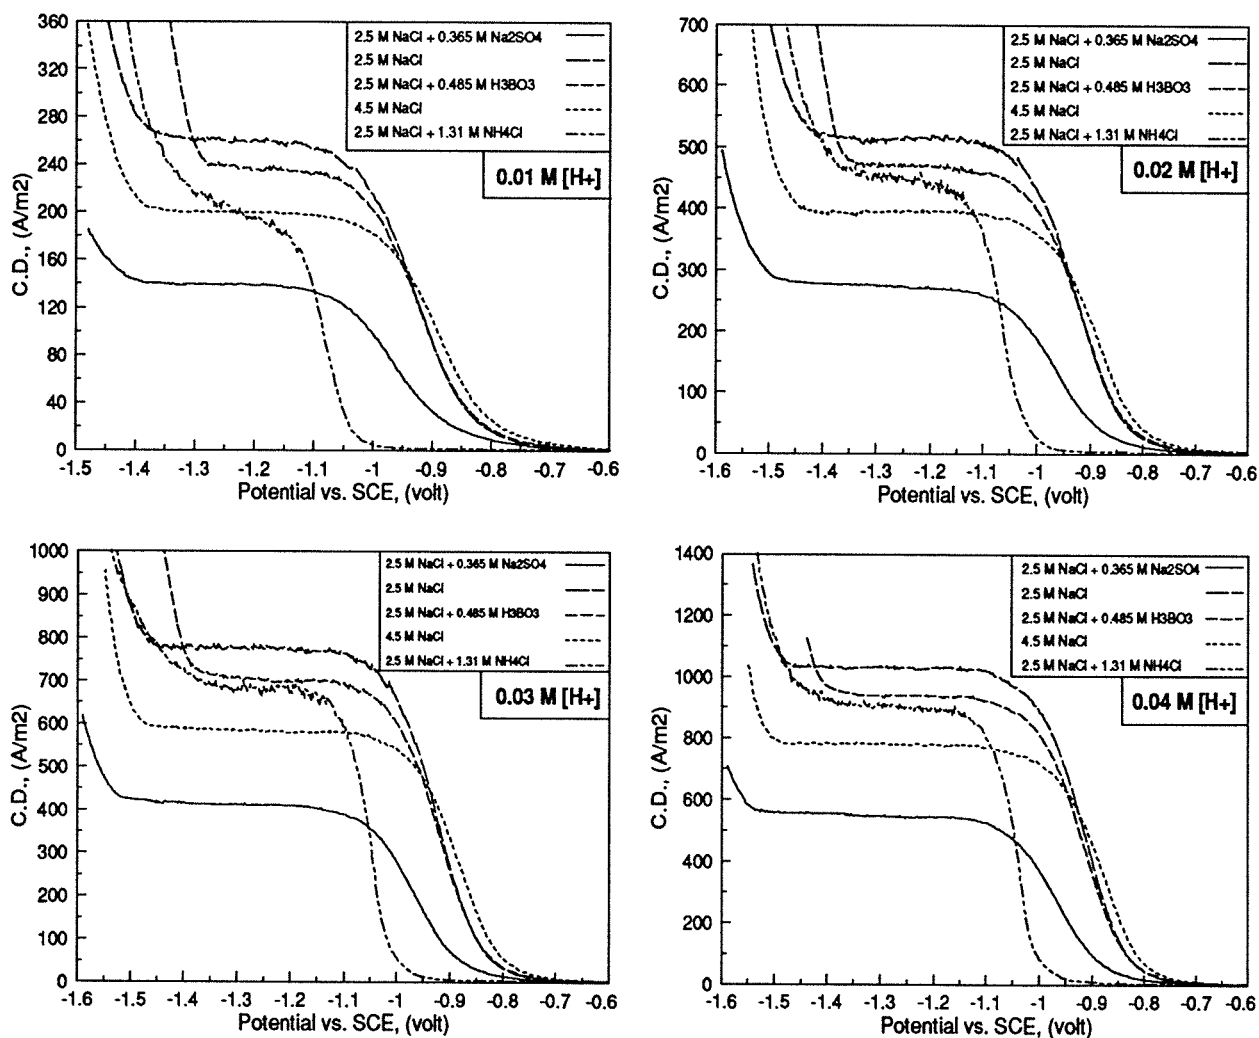 360
320
280
240
200
160
120
80
40
0
C.D., (A/m2)
2.5 M NaCl + 0.365 M Na2SO4
2.5 M NaCl
2.5 M NaCl + 0.485 M H3BO3
4.5 M NaCl
2.5 M NaCl + 1.31 M NH4Cl
0.01 M [H+]
-1.5 -1.4 -1.3 -1.2 -1.1 -1 -0.9 -0.8 -0.7 -0.6
Potential vs. SCE, (volt)
700
600
500
400
300
200
100
0
C.D., (A/m2)
2.5 M NaCl + 0.365 M Na2SO4
2.5 M NaCl
2.5 M NaCl + 0.485 M H3BO3
4.5 M NaCl
2.5 M NaCl + 1.31 M NH4Cl
0.02 M [H+]
-1.6 -1.5 -1.4 -1.3 -1.2 -1.1 -1 -0.9 -0.8 -0.7 -0.6
Potential vs. SCE, (volt)
1000
900
800
700
600
500
400
300
200
100
0
C.D., (A/m2)
2.5 M NaCl + 0.365 M Na2SO4
2.5 M NaCl
2.5 M NaCl + 0.485 M H3BO3
4.5 M NaCl
2.5 M NaCl + 1.31 M NH4Cl
0.03 M [H+]
-1.6 -1.5 -1.4 -1.3 -1.2 -1.1 -1 -0.9 -0.8 -0.7 -0.6
Potential vs. SCE, (volt)
1400
1200
1000
800
600
400
200
0
C.D., (A/m2)
2.5 M NaCl + 0.365 M Na2SO4
2.5 M NaCl
2.5 M NaCl + 0.485 M H3BO3
4.5 M NaCl
2.5 M NaCl + 1.31 M NH4Cl
0.04 M [H+]
-1.6 -1.5 -1.4 -1.3 -1.2 -1.1 -1 -0.9 -0.8 -0.7 -0.6
Potential vs. SCE, (volt)